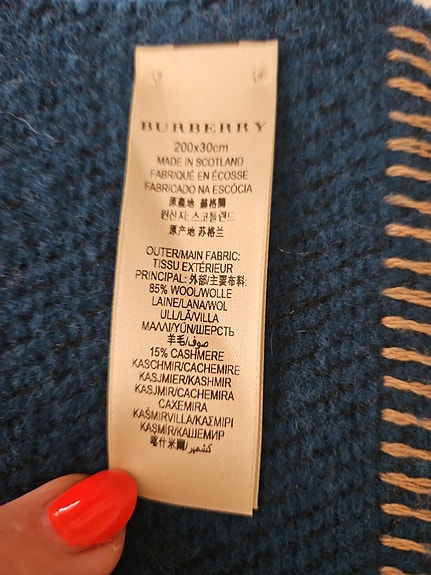 BURBERRY
200x30cm
MADE IN SCOTLAND
FABRIQUÉ EN ÉCOSSE
FABRICADO NA ESCÓCIA
原產地 蘇格蘭
원산지: 스코틀랜드
原产地 苏格兰
OUTER/MAIN FABRIC:
TISSU EXTÉRIEUR
PRINCIPAL: 外部/主要布料:
85% WOOL/WOLLE
LAINE/LANA/WOL
ULL/LÃ/VILLA
ΜΑΛΛΙ/YÜN/ШЕРСТЬ
羊毛/صوف
15% CASHMERE
KASCHMIR/CACHEMIRE
KASJMIER/KASHMIR
KASJMIR/CACHEMIRA
CAXEMIRA
KAŠMIRVILLA/ΚΑΣΜΙΡΙ
KAŞMİR/КАШЕМИР
喀什米爾/كشمير